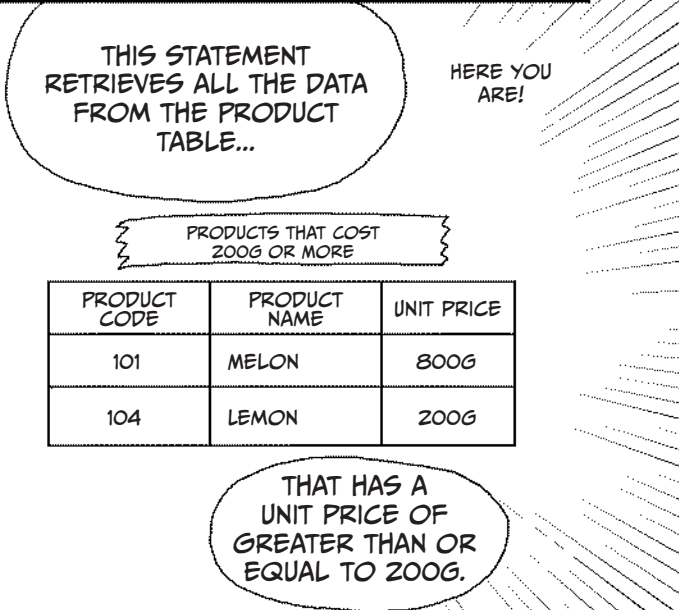 THIS STATEMENT
RETRIEVES ALL THE DATA
FROM THE PRODUCT
TABLE...
HERE YOU
ARE!
PRODUCTS THAT COST
200G OR MORE
PRODUCT CODE PRODUCT NAME UNIT PRICE
101 MELON 800G
104 LEMON 200G
THAT HAS A
UNIT PRICE OF
GREATER THAN OR
EQUAL TO 200G.